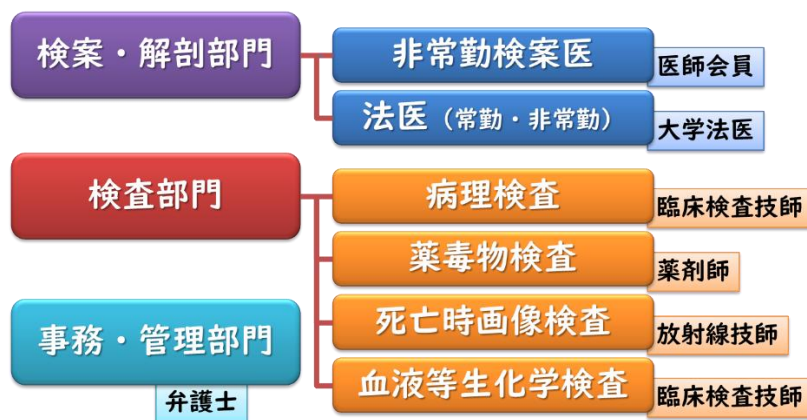 検案・解剖部門
非常勤検案医
医師会員
法医（常勤・非常勤）
大学法医
検査部門
病理検査
臨床検査技師
薬毒物検査
薬剤師
死亡時画像検査
放射線技師
血液等生化学検査
臨床検査技師
事務・管理部門
弁護士